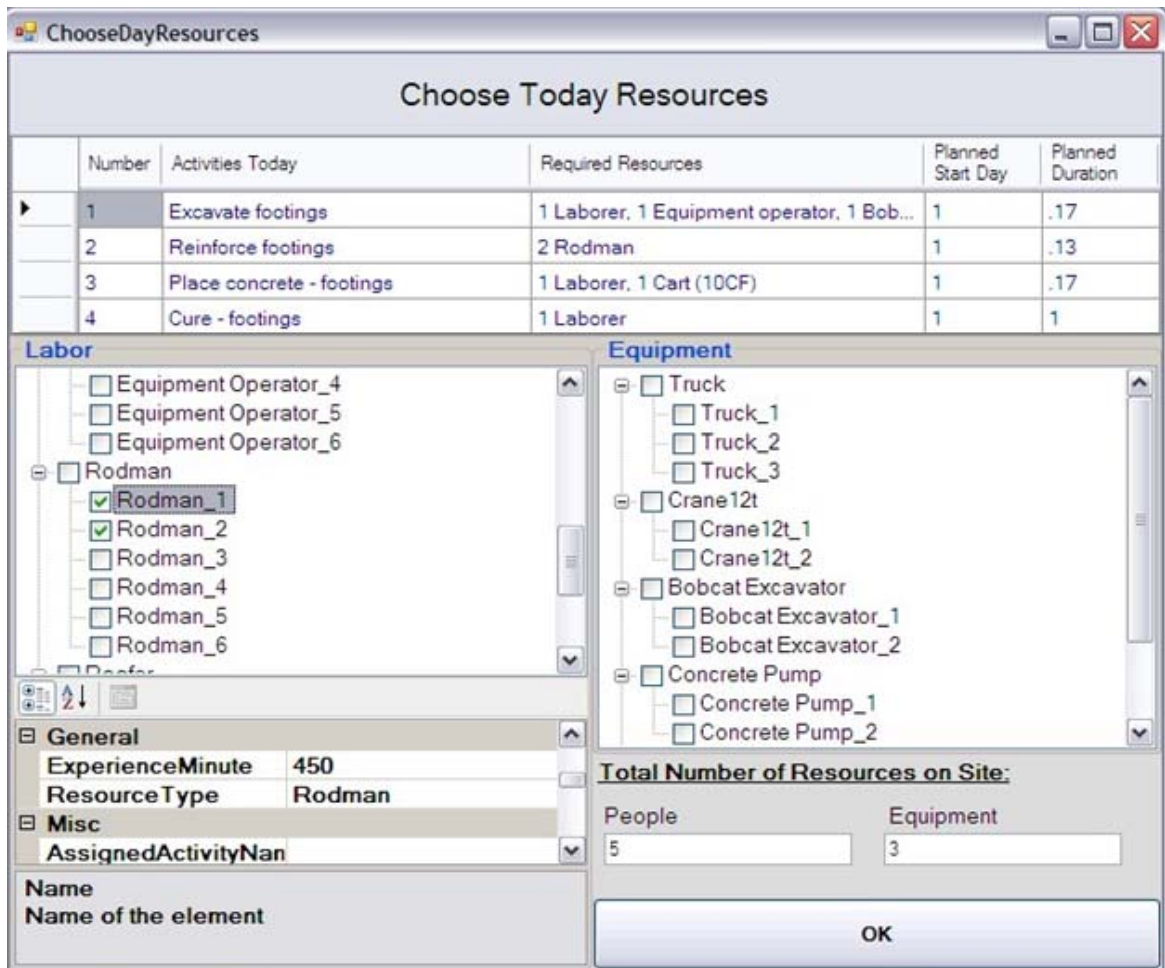 ChooseDayResources
Choose Today Resources
Number Activities Today Required Resources Planned Start Day Planned Duration
1 Excavate footings 1 Laborer, 1 Equipment operator, 1 Bob... 1 .17
2 Reinforce footings 2 Rodman 1 .13
3 Place concrete - footings 1 Laborer, 1 Cart (10CF) 1 .17
4 Cure - footings 1 Laborer 1 1
Labor
Equipment Operator_4
Equipment Operator_5
Equipment Operator_6
Rodman
Rodman_1
Rodman_2
Rodman_3
Rodman_4
Rodman_5
Rodman_6
Roofer
General
ExperienceMinute 450
ResourceType Rodman
Misc
AssignedActivityNan
Name
Name of the element
Equipment
Truck
Truck_1
Truck_2
Truck_3
Crane12t
Crane12t_1
Crane12t_2
Bobcat Excavator
Bobcat Excavator_1
Bobcat Excavator_2
Concrete Pump
Concrete Pump_1
Concrete Pump_2
Total Number of Resources on Site:
People Equipment
5 3
OK